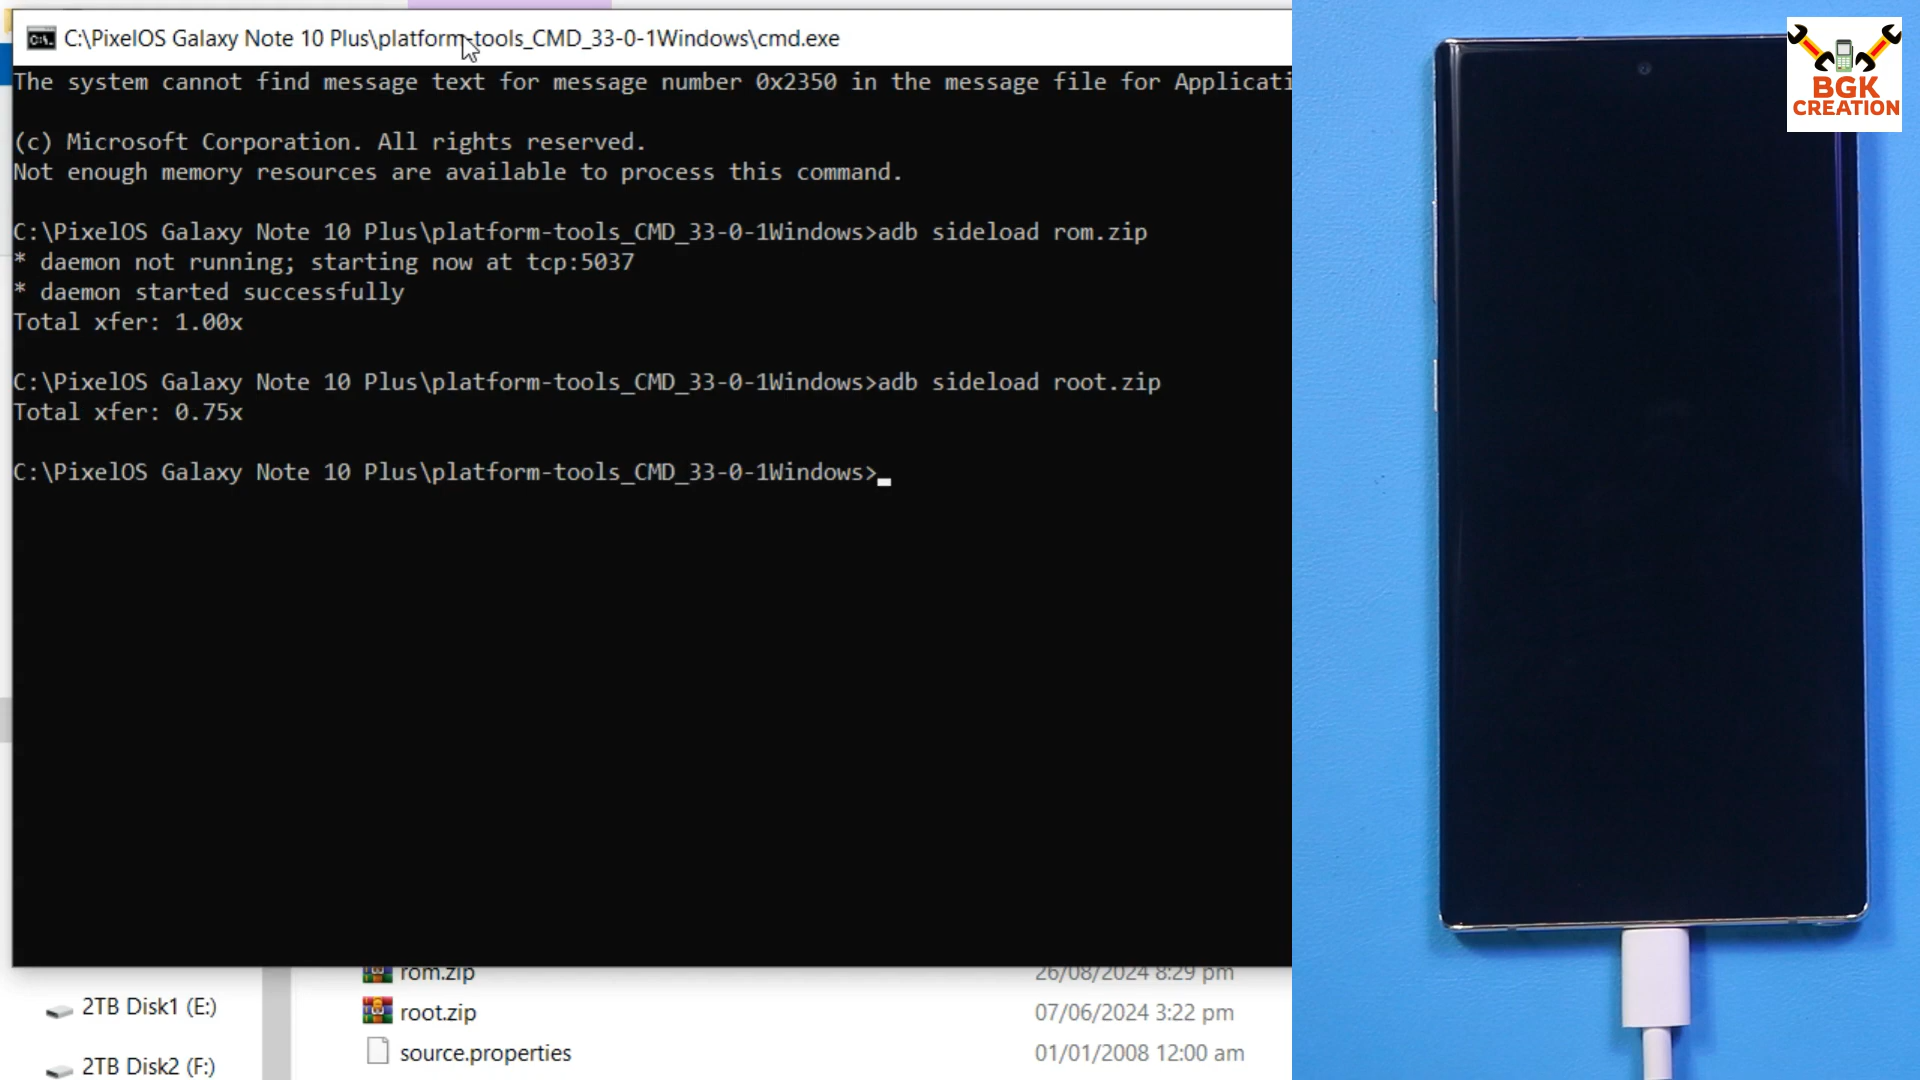 C:\PixelOS Galaxy Note 10 Plus\platform-tools_CMD_33-0-1Windows\cmd.exe
The system cannot find message text for message number 0x2350 in the message file for Applicati
(c) Microsoft Corporation. All rights reserved.
Not enough memory resources are available to process this command.
C:\PixelOS Galaxy Note 10 Plus\platform-tools_CMD_33-0-1Windows>adb sideload rom.zip
* daemon not running; starting now at tcp:5037
* daemon started successfully
Total xfer: 1.00x
C:\PixelOS Galaxy Note 10 Plus\platform-tools_CMD_33-0-1Windows>adb sideload root.zip
Total xfer: 0.75x
C:\PixelOS Galaxy Note 10 Plus\platform-tools_CMD_33-0-1Windows>
rom.zip 26/08/2024 8:29 pm
2TB Disk1 (E:)
root.zip 07/06/2024 3:22 pm
source.properties 01/01/2008 12:00 am
2TB Disk2 (F:)
BGK
CREATION